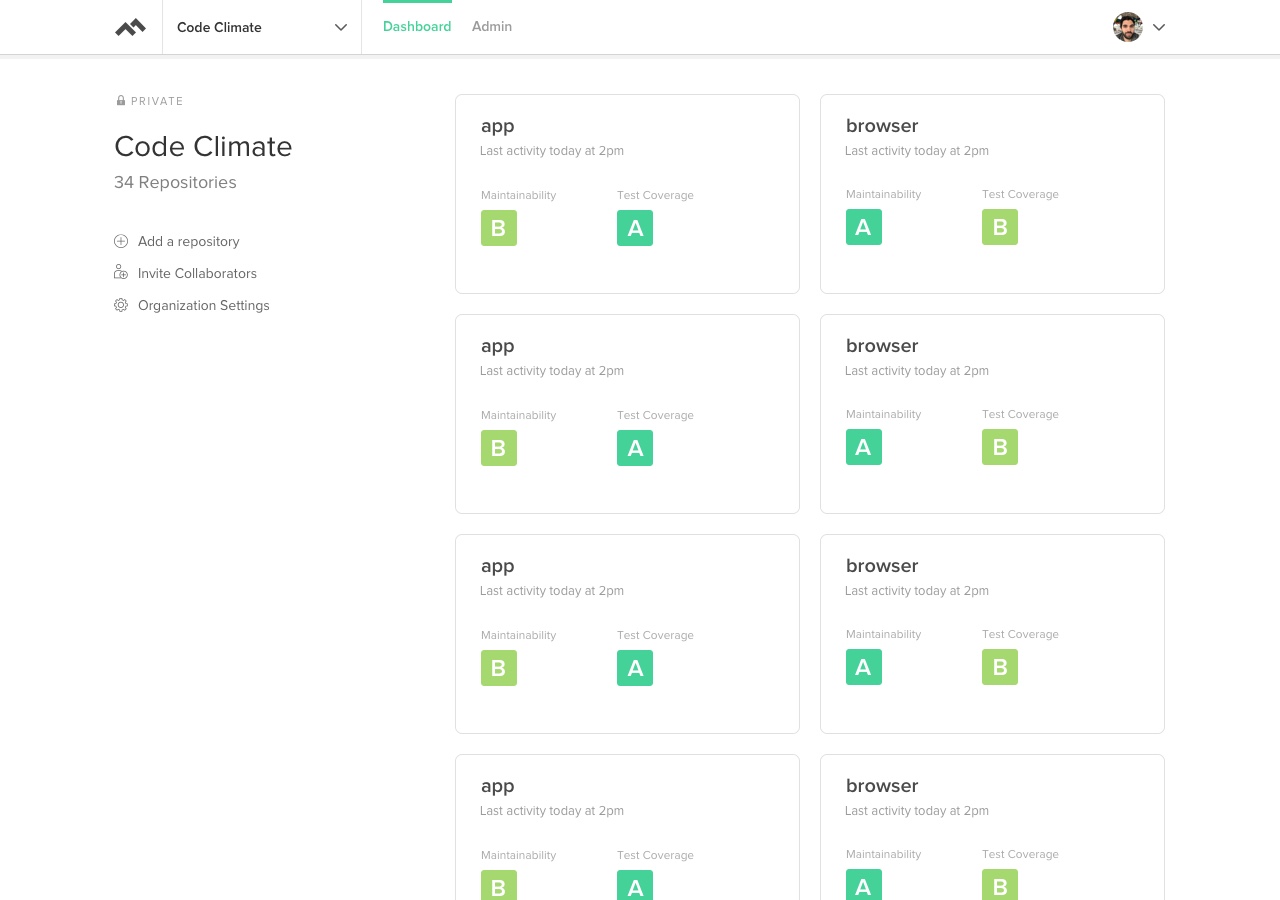 Code Climate
Dashboard
Admin
PRIVATE
Code Climate
34 Repositories
Add a repository
Invite Collaborators
Organization Settings
app
Last activity today at 2pm
Maintainability
Test Coverage
B
A
browser
Last activity today at 2pm
Maintainability
Test Coverage
A
B
app
Last activity today at 2pm
Maintainability
Test Coverage
B
A
browser
Last activity today at 2pm
Maintainability
Test Coverage
A
B
app
Last activity today at 2pm
Maintainability
Test Coverage
B
A
browser
Last activity today at 2pm
Maintainability
Test Coverage
A
B
app
Last activity today at 2pm
Maintainability
Test Coverage
B
A
browser
Last activity today at 2pm
Maintainability
Test Coverage
A
B